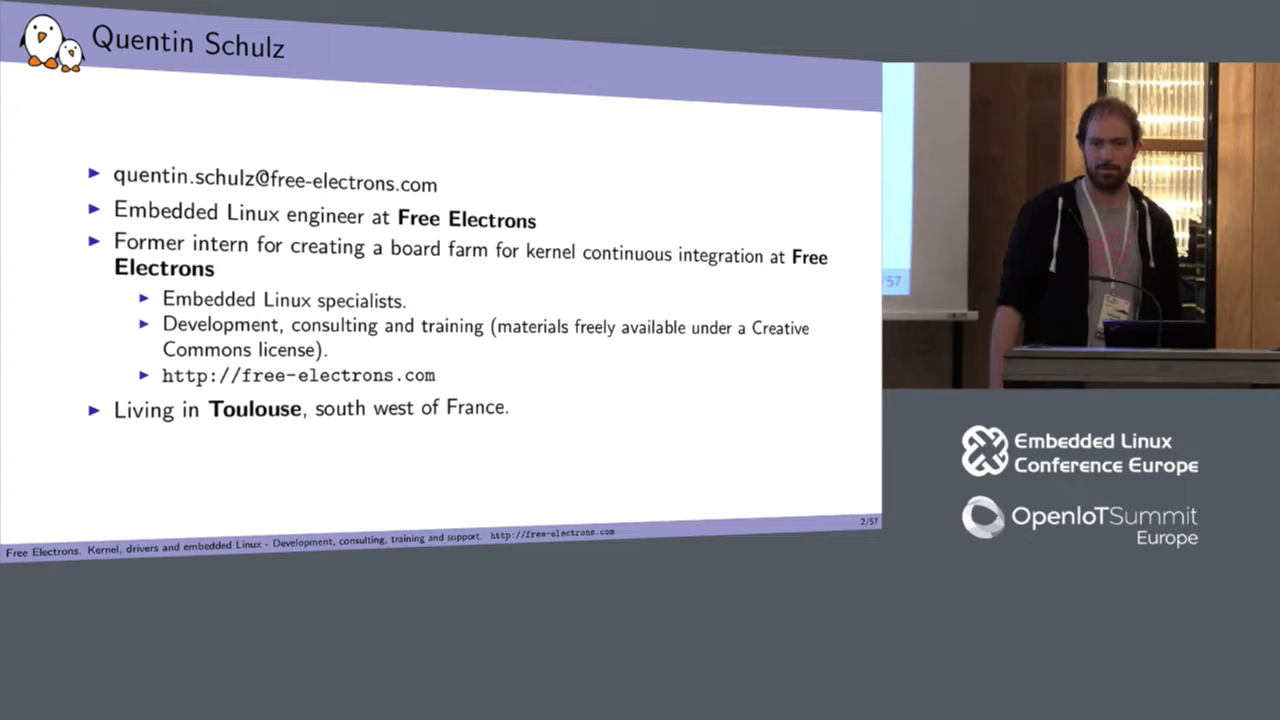 Quentin Schulz
▶ quentin.schulz@free-electrons.com
▶ Embedded Linux engineer at Free Electrons
▶ Former intern for creating a board farm for kernel continuous integration at Free
Electrons
▶ Embedded Linux specialists.
▶ Development, consulting and training (materials freely available under a Creative
Commons license).
▶ http://free-electrons.com
▶ Living in Toulouse, south west of France.
Free Electrons. Kernel, drivers and embedded Linux - Development, consulting, training and support. http://free-electrons.com
2/57
/57
Embedded Linux
Conference Europe
OpenIoTSummit
Europe